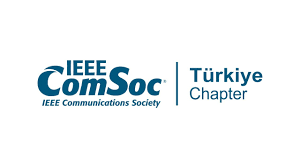 IEEE
ComSoc®
IEEE Communications Society
Türkiye
Chapter